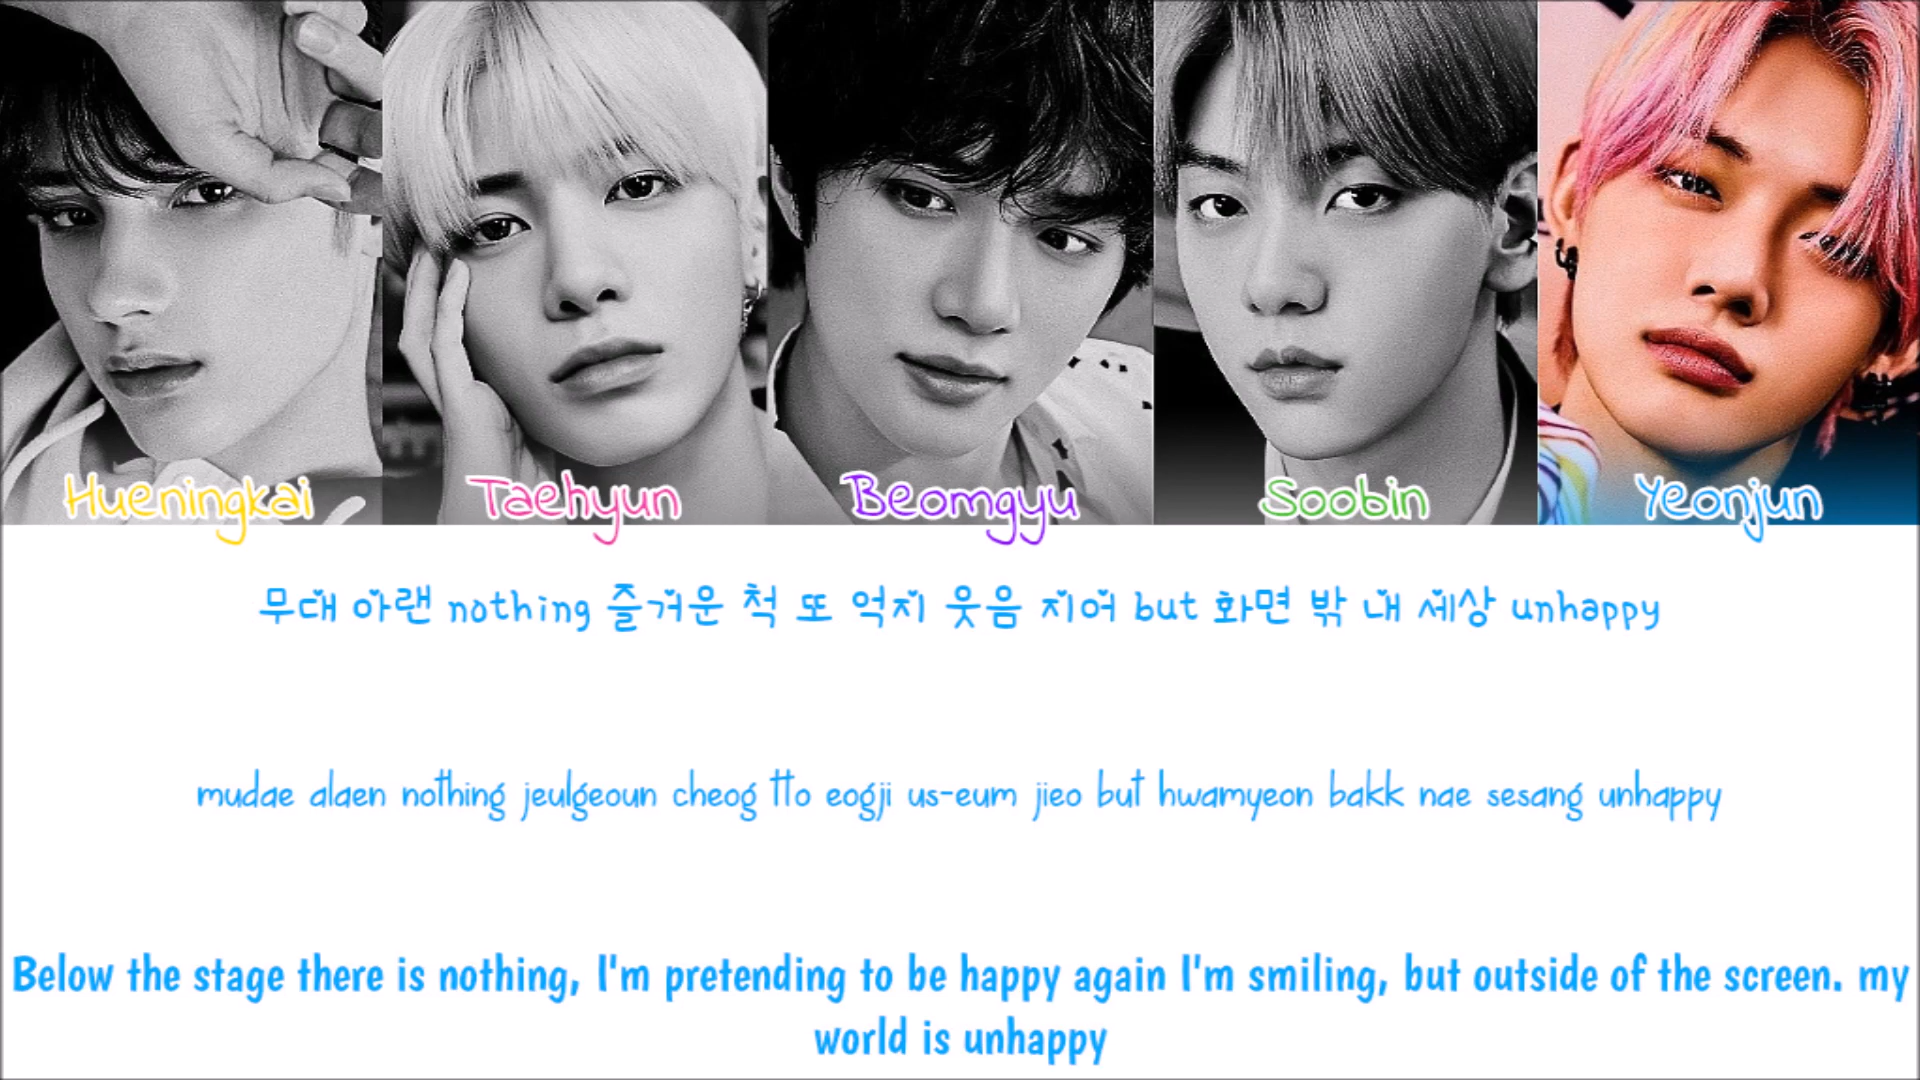 Hueningkai Taehyun Beomgyu Soobin Yeonjun
무대 아랜 nothing 즐거운 척 또 억지 웃음 지어 but 화면 밖 내 세상 unhappy
mudae alaen nothing jeulgeoun cheog tto eogji us-eum jieo but hwamyeon bakk nae sesang unhappy
Below the stage there is nothing, I'm pretending to be happy again I'm smiling, but outside of the screen. my
world is unhappy